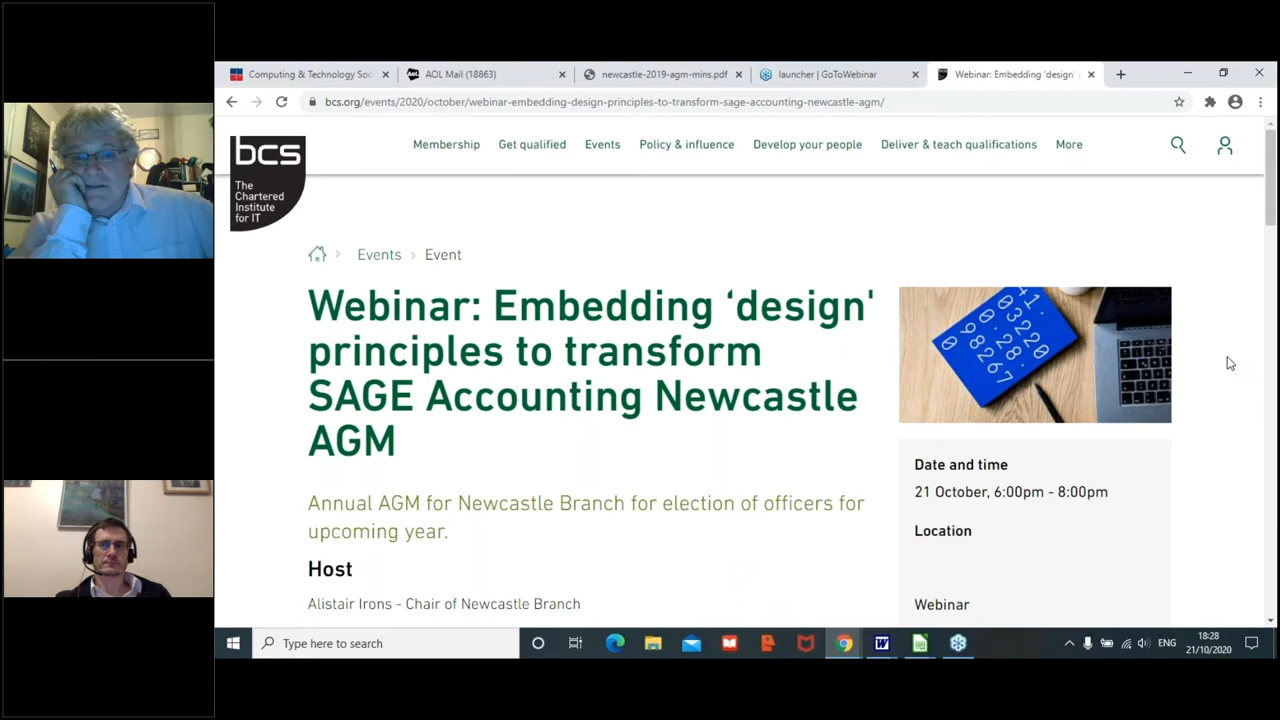 Computing & Technology Soc
AOL Mail (18863)
newcastle-2019-agm-mins.pdf
launcher | GoToWebinar
Webinar: Embedding 'design'
bcs.org/events/2020/october/webinar-embedding-design-principles-to-transform-sage-accounting-newcastle-agm/
bcs
The
Chartered
Institute
for IT
Membership
Get qualified
Events
Policy & influence
Develop your people
Deliver & teach qualifications
More
Events
Event
Webinar: Embedding ‘design'
principles to transform
SAGE Accounting Newcastle
AGM
Annual AGM for Newcastle Branch for election of officers for
upcoming year.
Host
Alistair Irons - Chair of Newcastle Branch
Date and time
21 October, 6:00pm - 8:00pm
Location
Webinar
Type here to search
ENG
18:28
21/10/2020